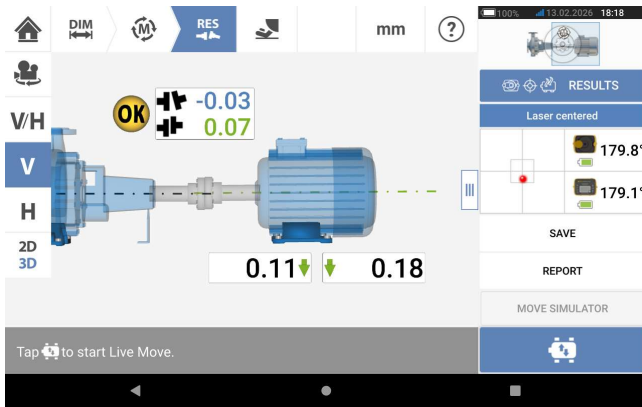 DIM
M
RES
mm
?
100%
13.02.2026 18:18
RESULTS
V/H
V
H
2D
3D
OK
-0.03
0.07
0.11
0.18
Laser centered
179.8°
179.1°
SAVE
REPORT
MOVE SIMULATOR
Tap to start Live Move.